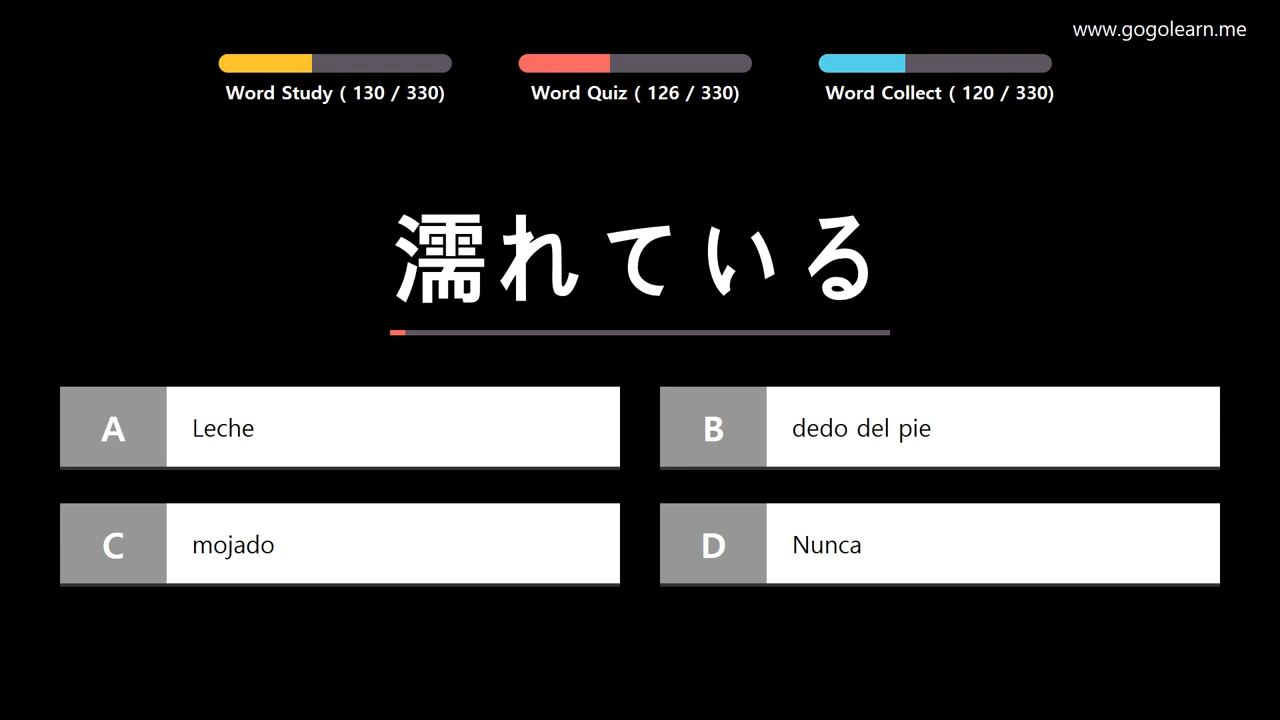 www.gogolearn.me
Word Study ( 130 / 330)
Word Quiz ( 126 / 330)
Word Collect ( 120 / 330)
濡れている
A Leche
B dedo del pie
C mojado
D Nunca